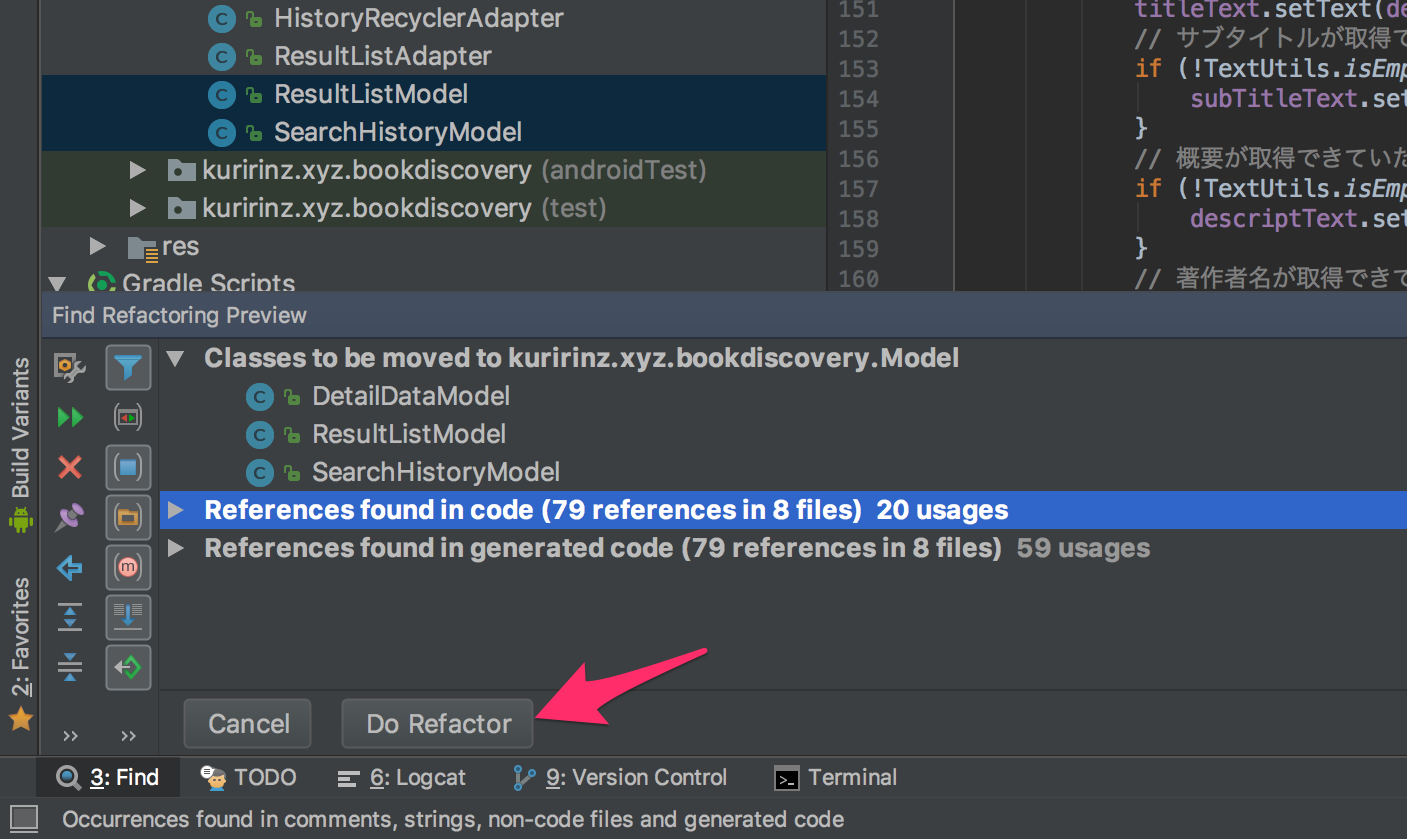 HistoryRecyclerAdapter
ResultListAdapter
ResultListModel
SearchHistoryModel
kuririnz.xyz.bookdiscovery (androidTest)
kuririnz.xyz.bookdiscovery (test)
res
Gradle Scripts
151 titleText.setText(de
152 // サブタイトルが取得で
153 if (!TextUtils.isEmp
154 subTitleText.set
155 }
156 // 概要が取得できていた
157 if (!TextUtils.isEmp
158 descriptText.set
159 }
160 // 著作者名が取得できて
Find Refactoring Preview
Classes to be moved to kuririnz.xyz.bookdiscovery.Model
DetailDataModel
ResultListModel
SearchHistoryModel
References found in code (79 references in 8 files) 20 usages
References found in generated code (79 references in 8 files) 59 usages
Build Variants
2: Favorites
Cancel
Do Refactor
3: Find
TODO
6: Logcat
9: Version Control
Terminal
Occurrences found in comments, strings, non-code files and generated code